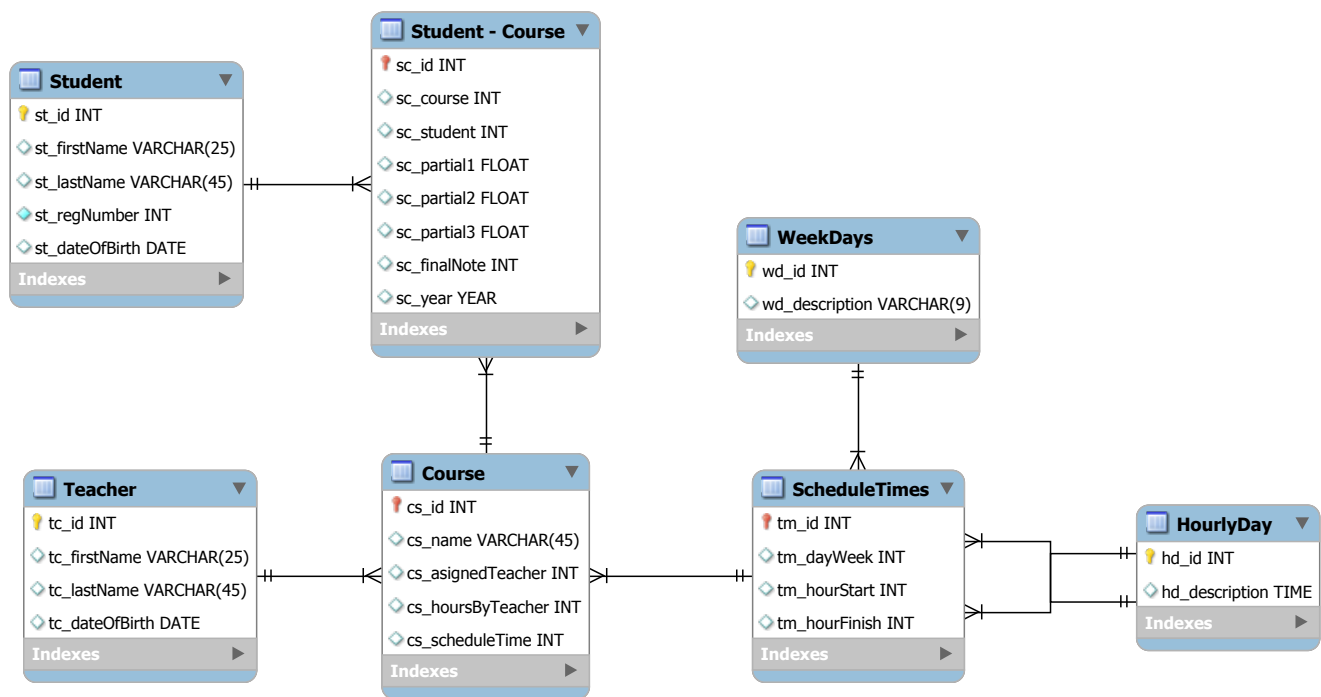 Student - Course
sc_id INT
sc_course INT
sc_student INT
sc_partial1 FLOAT
sc_partial2 FLOAT
sc_partial3 FLOAT
sc_finalNote INT
sc_year YEAR
Indexes
Student
st_id INT
st_firstName VARCHAR(25)
st_lastName VARCHAR(45)
st_regNumber INT
st_dateOfBirth DATE
Indexes
WeekDays
wd_id INT
wd_description VARCHAR(9)
Indexes
Teacher
tc_id INT
tc_firstName VARCHAR(25)
tc_lastName VARCHAR(45)
tc_dateOfBirth DATE
Indexes
Course
cs_id INT
cs_name VARCHAR(45)
cs_asignedTeacher INT
cs_hoursByTeacher INT
cs_scheduleTime INT
Indexes
ScheduleTimes
tm_id INT
tm_dayWeek INT
tm_hourStart INT
tm_hourFinish INT
Indexes
HourlyDay
hd_id INT
hd_description TIME
Indexes